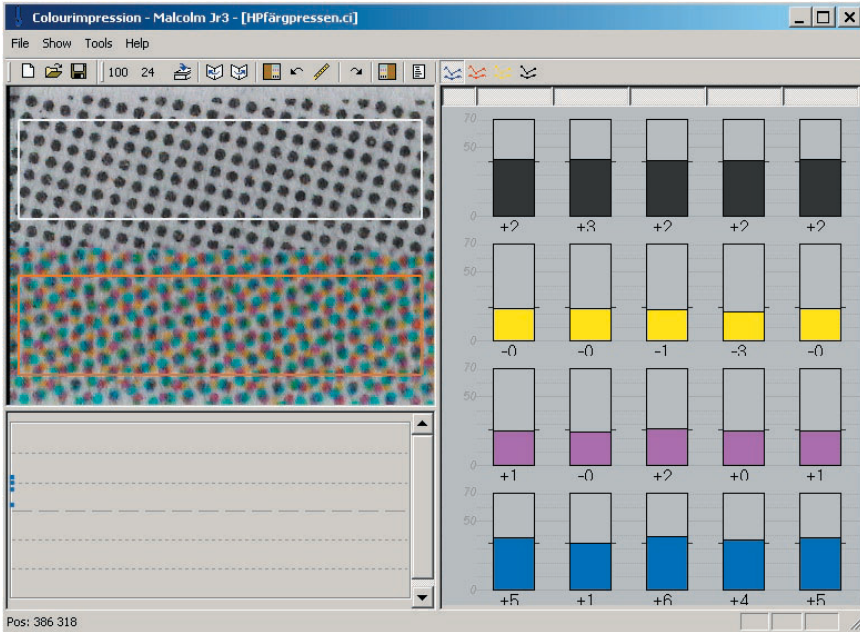 Colourimpression - Malcolm Jr3 - [HPfärgpressen.ci]
File Show Tools Help
100 24
70
50
0
+2 +3 +2 +2 +2
70
50
0
-0 -0 -1 -3 -0
70
50
0
+1 -0 +2 +0 +1
70
50
0
+5 +1 +6 +4 +5
Pos: 386 318